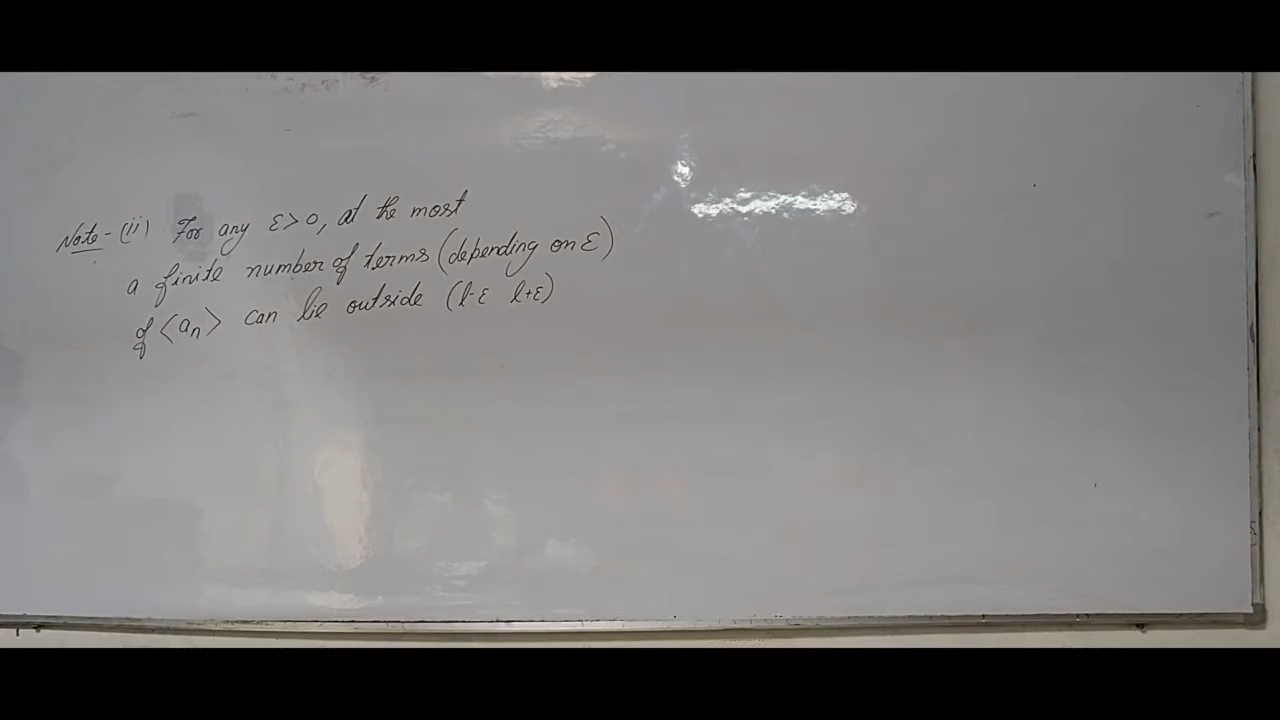 Note - (ii) For any ε > 0, at the most
a finite number of terms (depending on ε)
of <aₙ> can lie outside (l-ε l+ε)